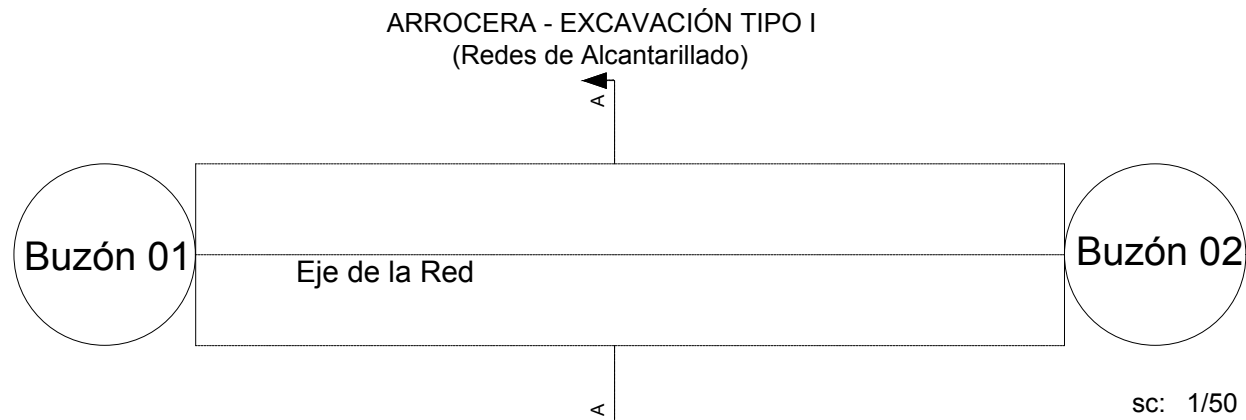 ARROCERA - EXCAVACIÓN TIPO I
(Redes de Alcantarillado)
A
Buzón 01
Eje de la Red
Buzón 02
A
sc: 1/50